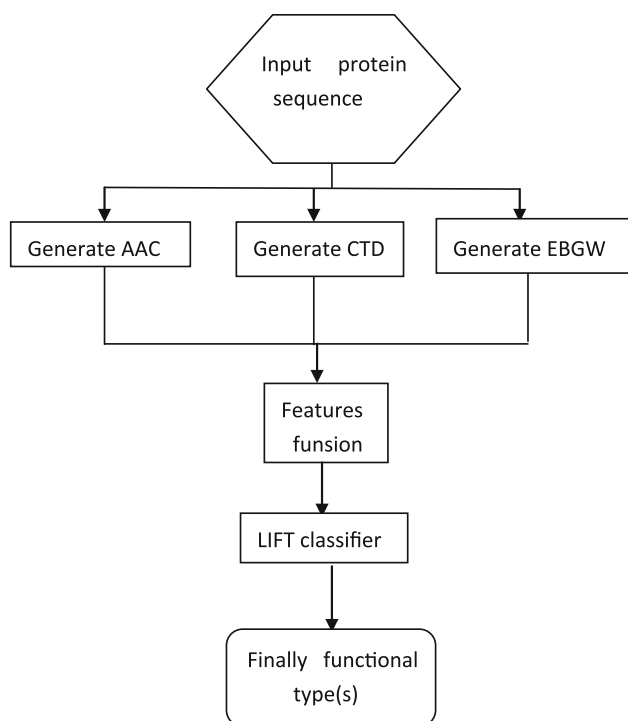 Input protein
sequence
Generate AAC
Generate CTD
Generate EBGW
Features
funsion
LIFT classifier
Finally functional
type(s)